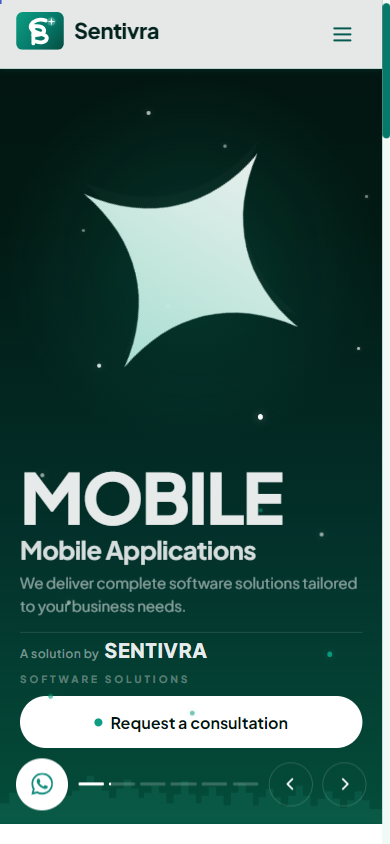 Sentivra
MOBILE
Mobile Applications
We deliver complete software solutions tailored
to your business needs.
A solution by SENTIVRA
SOFTWARE SOLUTIONS
Request a consultation